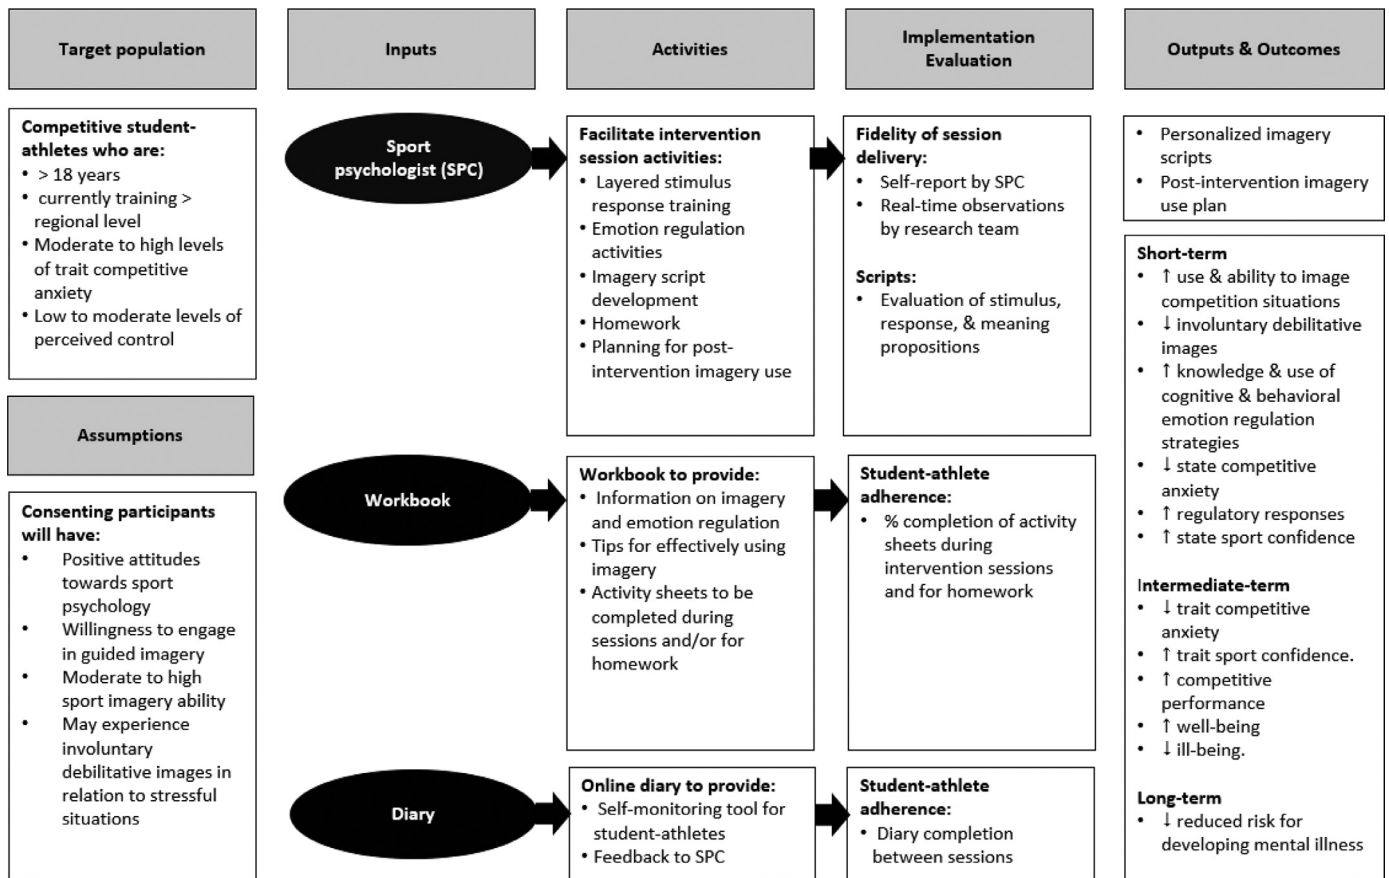 Target population
Competitive student-
athletes who are:
• > 18 years
• currently training >
regional level
• Moderate to high levels
of trait competitive
anxiety
• Low to moderate levels of
perceived control
Assumptions
Consenting participants
will have:
• Positive attitudes
towards sport
psychology
• Willingness to engage
in guided imagery
• Moderate to high
sport imagery ability
• May experience
involuntary
debilitative images in
relation to stressful
situations
Inputs
Sport
psychologist (SPC)
Workbook
Diary
Activities
Facilitate intervention
session activities:
• Layered stimulus
response training
• Emotion regulation
activities
• Imagery script
development
• Homework
• Planning for post-
intervention imagery use
Workbook to provide:
• Information on imagery
and emotion regulation
• Tips for effectively using
imagery
• Activity sheets to be
completed during
sessions and/or for
homework
Online diary to provide:
• Self-monitoring tool for
student-athletes
• Feedback to SPC
Implementation
Evaluation
Fidelity of session
delivery:
• Self-report by SPC
• Real-time observations
by research team
Scripts:
• Evaluation of stimulus,
response, & meaning
propositions
Student-athlete
adherence:
• % completion of activity
sheets during
intervention sessions
and for homework
Student-athlete
adherence:
• Diary completion
between sessions
Outputs & Outcomes
• Personalized imagery
scripts
• Post-intervention imagery
use plan
Short-term
• ↑ use & ability to image
competition situations
• ↓ involuntary debilitative
images
• ↑ knowledge & use of
cognitive & behavioral
emotion regulation
strategies
• ↓ state competitive
anxiety
• ↑ regulatory responses
• ↑ state sport confidence
Intermediate-term
• ↓ trait competitive
anxiety
• ↑ trait sport confidence.
• ↑ competitive
performance
• ↑ well-being
• ↓ ill-being.
Long-term
• ↓ reduced risk for
developing mental illness